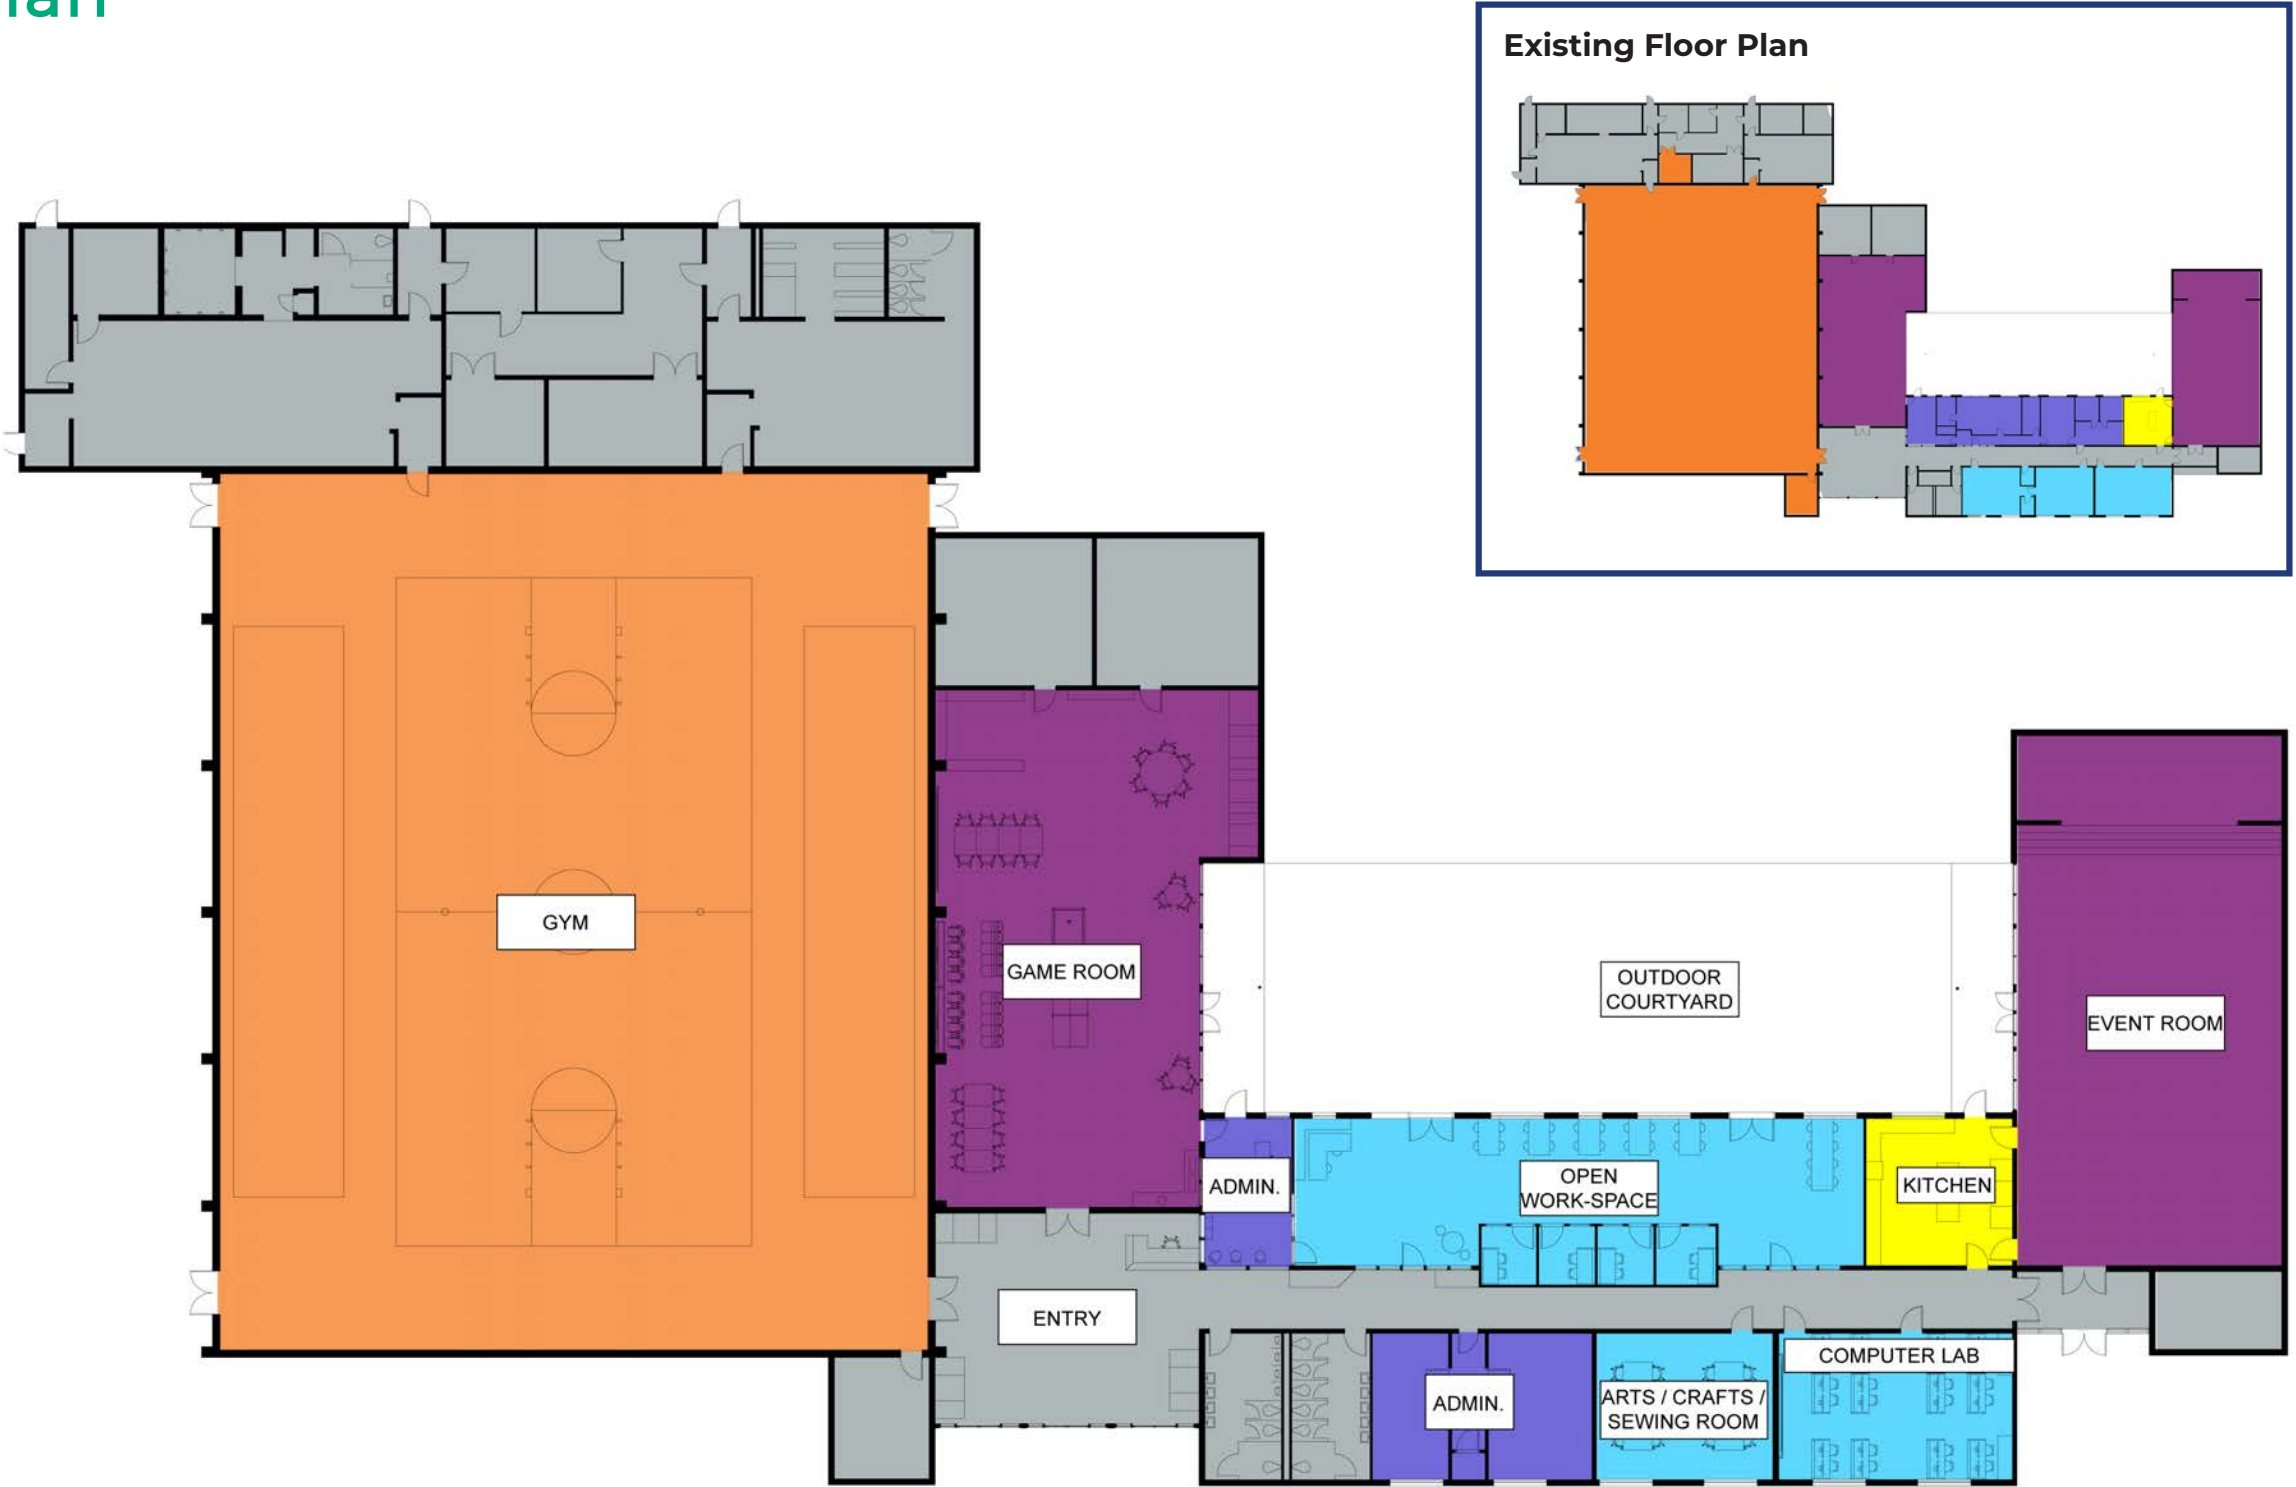 Existing Floor Plan
GYM
GAME ROOM
OUTDOOR
COURTYARD
EVENT ROOM
ADMIN.
OPEN
WORK-SPACE
KITCHEN
ENTRY
ADMIN.
ARTS / CRAFTS /
SEWING ROOM
COMPUTER LAB